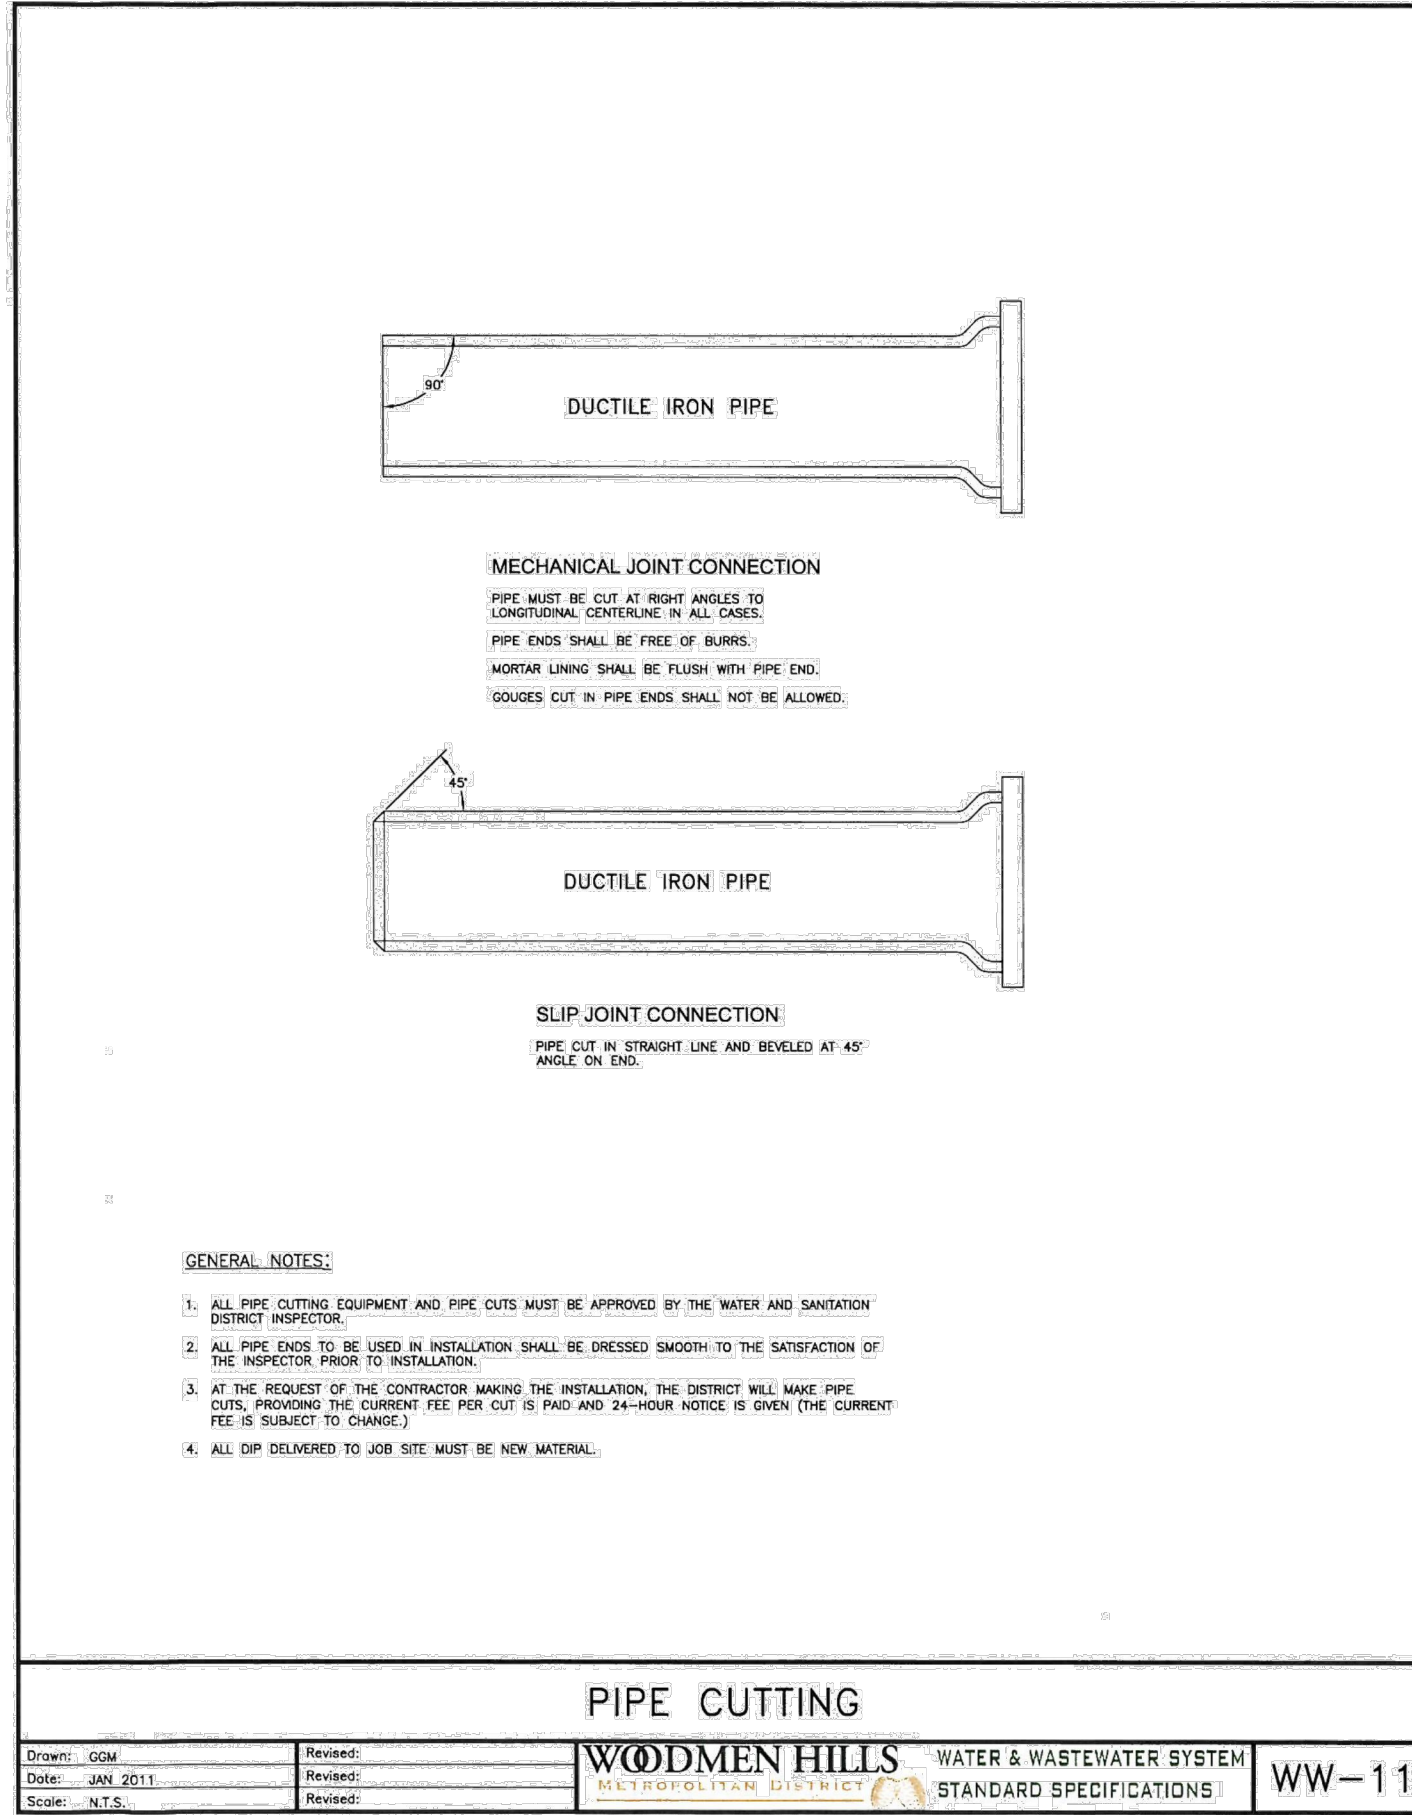 90°
DUCTILE IRON PIPE
MECHANICAL JOINT CONNECTION
PIPE MUST BE CUT AT RIGHT ANGLES TO
LONGITUDINAL CENTERLINE IN ALL CASES.
PIPE ENDS SHALL BE FREE OF BURRS.
MORTAR LINING SHALL BE FLUSH WITH PIPE END.
GOUGES CUT IN PIPE ENDS SHALL NOT BE ALLOWED.
45°
DUCTILE IRON PIPE
SLIP JOINT CONNECTION
PIPE CUT IN STRAIGHT LINE AND BEVELED AT 45°
ANGLE ON END.
GENERAL NOTES:
1. ALL PIPE CUTTING EQUIPMENT AND PIPE CUTS MUST BE APPROVED BY THE WATER AND SANITATION
DISTRICT INSPECTOR.
2. ALL PIPE ENDS TO BE USED IN INSTALLATION SHALL BE DRESSED SMOOTH TO THE SATISFACTION OF
THE INSPECTOR PRIOR TO INSTALLATION.
3. AT THE REQUEST OF THE CONTRACTOR MAKING THE INSTALLATION, THE DISTRICT WILL MAKE PIPE
CUTS, PROVIDING THE CURRENT FEE PER CUT IS PAID AND 24-HOUR NOTICE IS GIVEN (THE CURRENT
FEE IS SUBJECT TO CHANGE.)
4. ALL DIP DELIVERED TO JOB SITE MUST BE NEW MATERIAL.
PIPE CUTTING
Drawn: GGM
Date: JAN 2011
Scale: N.T.S.
Revised:
Revised:
Revised:
WOODMEN HILLS
METROPOLITAN DISTRICT
WATER & WASTEWATER SYSTEM
STANDARD SPECIFICATIONS
WW-11